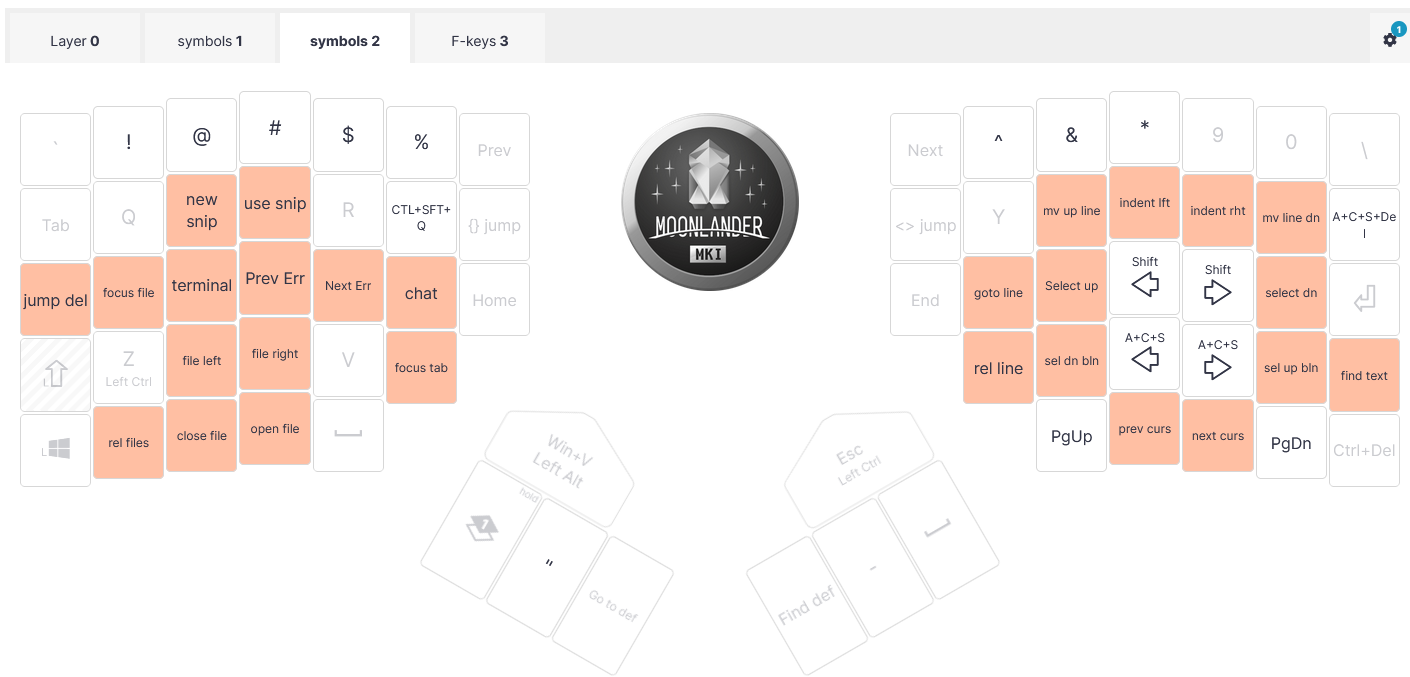 Layer 0
symbols 1
symbols 2
F-keys 3
1
`
!
@
#
$
%
Prev
Next
^
&
*
9
0
\
Tab
Q
new
snip
use snip
R
CTL+SFT+
Q
{} jump
<> jump
Y
mv up line
indent lft
indent rht
mv line dn
A+C+S+De
l
jump del
focus file
terminal
Prev Err
Next Err
chat
Home
End
goto line
Select up
Shift
Shift
select dn
L
Z
Left Ctrl
file left
file right
V
focus tab
rel line
sel dn bln
A+C+S
A+C+S
sel up bln
find text
L
rel files
close file
open file
PgUp
prev curs
next curs
PgDn
Ctrl+Del
MOONLANDER
MKI
Win+V
Left Alt
hold
1
"
Go to def
Esc
Left Ctrl
-
Find def